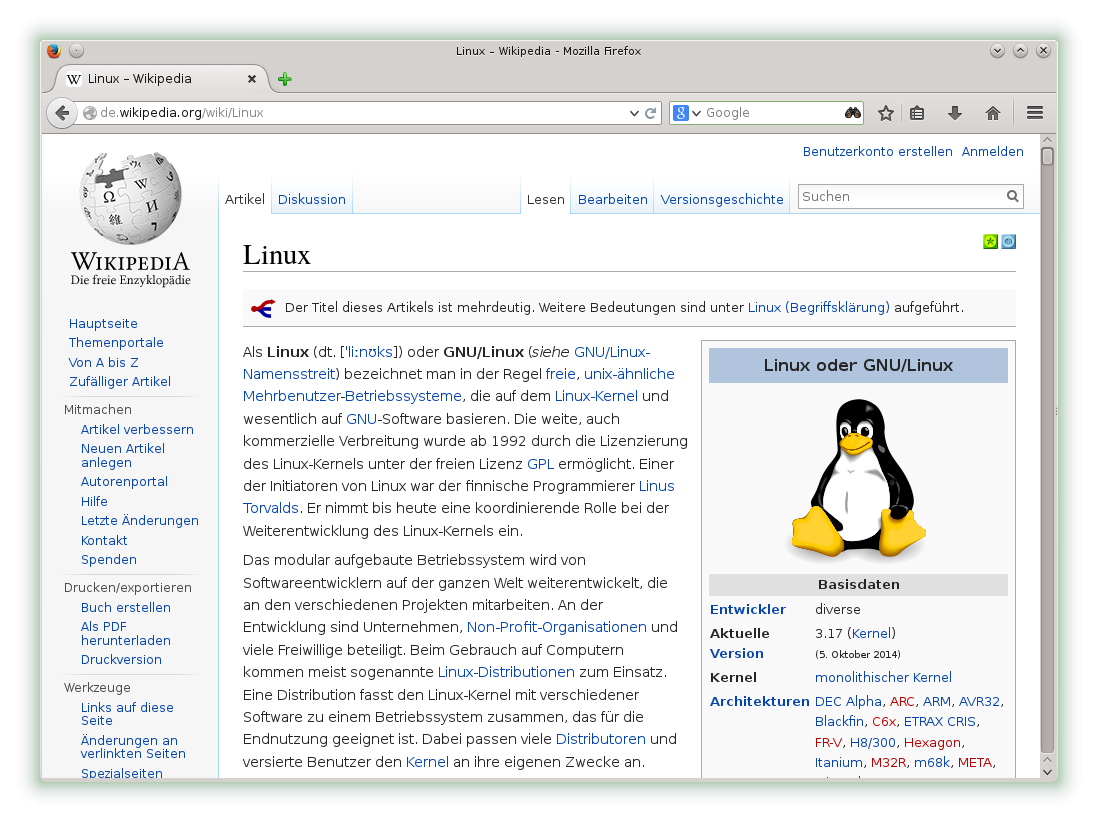 Linux – Wikipedia - Mozilla Firefox
Linux – Wikipedia
de.wikipedia.org/wiki/Linux
Google
Benutzerkonto erstellen Anmelden
Artikel Diskussion Lesen Bearbeiten Versionsgeschichte Suchen
WIKIPEDIA
Die freie Enzyklopädie
Hauptseite
Themenportale
Von A bis Z
Zufälliger Artikel
Mitmachen
Artikel verbessern
Neuen Artikel
anlegen
Autorenportal
Hilfe
Letzte Änderungen
Kontakt
Spenden
Drucken/exportieren
Buch erstellen
Als PDF
herunterladen
Druckversion
Werkzeuge
Links auf diese
Seite
Änderungen an
verlinkten Seiten
Spezialseiten
Linux
Der Titel dieses Artikels ist mehrdeutig. Weitere Bedeutungen sind unter Linux (Begriffsklärung) aufgeführt.
Als Linux (dt. [ˈliːnʊks]) oder GNU/Linux (siehe GNU/Linux-
Namensstreit) bezeichnet man in der Regel freie, unix-ähnliche
Mehrbenutzer-Betriebssysteme, die auf dem Linux-Kernel und
wesentlich auf GNU-Software basieren. Die weite, auch
kommerzielle Verbreitung wurde ab 1992 durch die Lizenzierung
des Linux-Kernels unter der freien Lizenz GPL ermöglicht. Einer
der Initiatoren von Linux war der finnische Programmierer Linus
Torvalds. Er nimmt bis heute eine koordinierende Rolle bei der
Weiterentwicklung des Linux-Kernels ein.
Das modular aufgebaute Betriebssystem wird von
Softwareentwicklern auf der ganzen Welt weiterentwickelt, die
an den verschiedenen Projekten mitarbeiten. An der
Entwicklung sind Unternehmen, Non-Profit-Organisationen und
viele Freiwillige beteiligt. Beim Gebrauch auf Computern
kommen meist sogenannte Linux-Distributionen zum Einsatz.
Eine Distribution fasst den Linux-Kernel mit verschiedener
Software zu einem Betriebssystem zusammen, das für die
Endnutzung geeignet ist. Dabei passen viele Distributoren und
versierte Benutzer den Kernel an ihre eigenen Zwecke an.
Linux oder GNU/Linux
Basisdaten
Entwickler diverse
Aktuelle 3.17 (Kernel)
Version (5. Oktober 2014)
Kernel monolithischer Kernel
Architekturen DEC Alpha, ARC, ARM, AVR32,
Blackfin, C6x, ETRAX CRIS,
FR-V, H8/300, Hexagon,
Itanium, M32R, m68k, META,